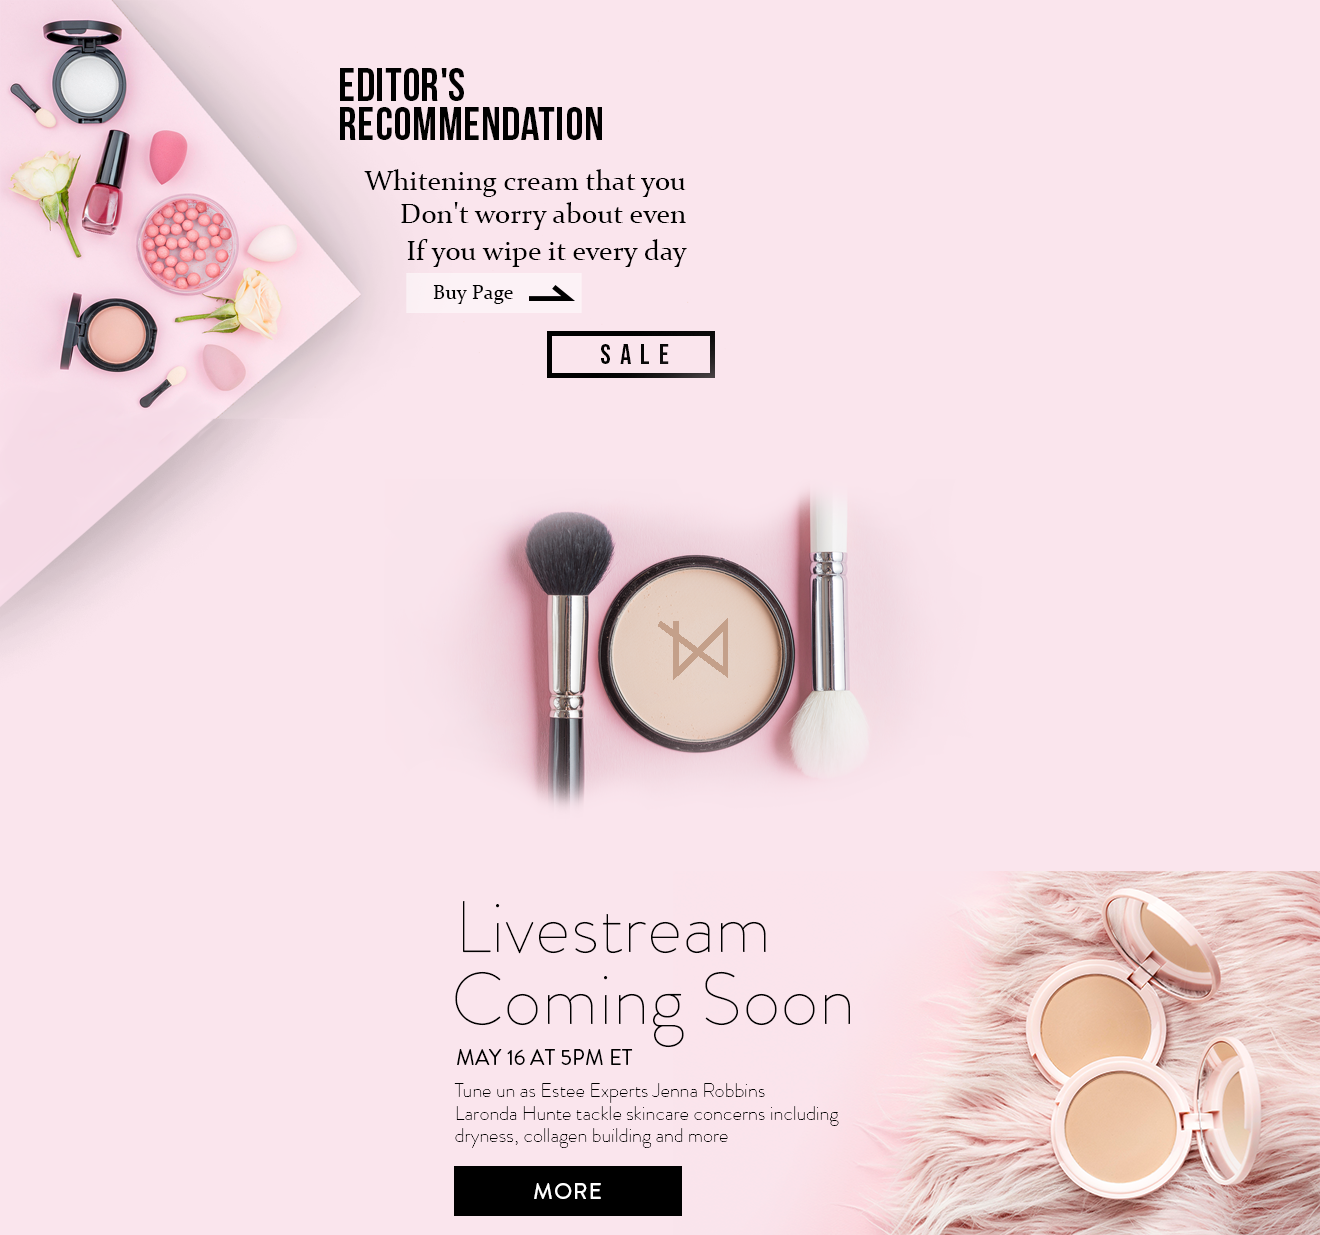 EDITOR'S
RECOMMENDATION
Whitening cream that you
Don't worry about even
If you wipe it every day
Buy Page
SALE
Livestream
Coming Soon
MAY 16 AT 5PM ET
Tune un as Estee Experts Jenna Robbins
Laronda Hunte tackle skincare concerns including
dryness, collagen building and more
MORE